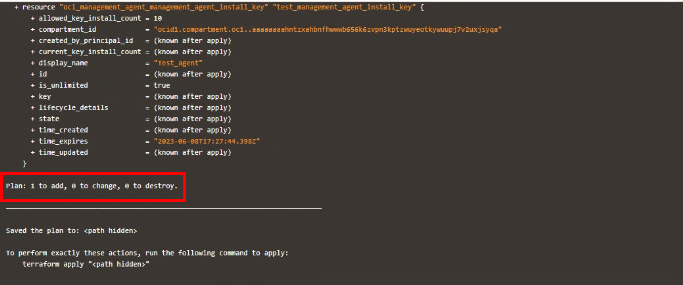 + resource "oci_management_agent_management_agent_install_key" "test_management_agent_install_key" {
+ allowed_key_install_count = 10
+ compartment_id = "ocid1.compartment.oc1..aaaaaaaahntzxahbnfhwwwb656k6zvpn3kptzwuyeotkywuupj7v2uxjsyqa"
+ created_by_principal_id = (known after apply)
+ current_key_install_count = (known after apply)
+ display_name = "Test_agent"
+ id = (known after apply)
+ is_unlimited = true
+ key = (known after apply)
+ lifecycle_details = (known after apply)
+ state = (known after apply)
+ time_created = (known after apply)
+ time_expires = "2023-06-08T17:27:44.398Z"
+ time_updated = (known after apply)
}
Plan: 1 to add, 0 to change, 0 to destroy.
Saved the plan to: <path hidden>
To perform exactly these actions, run the following command to apply:
terraform apply "<path hidden>"